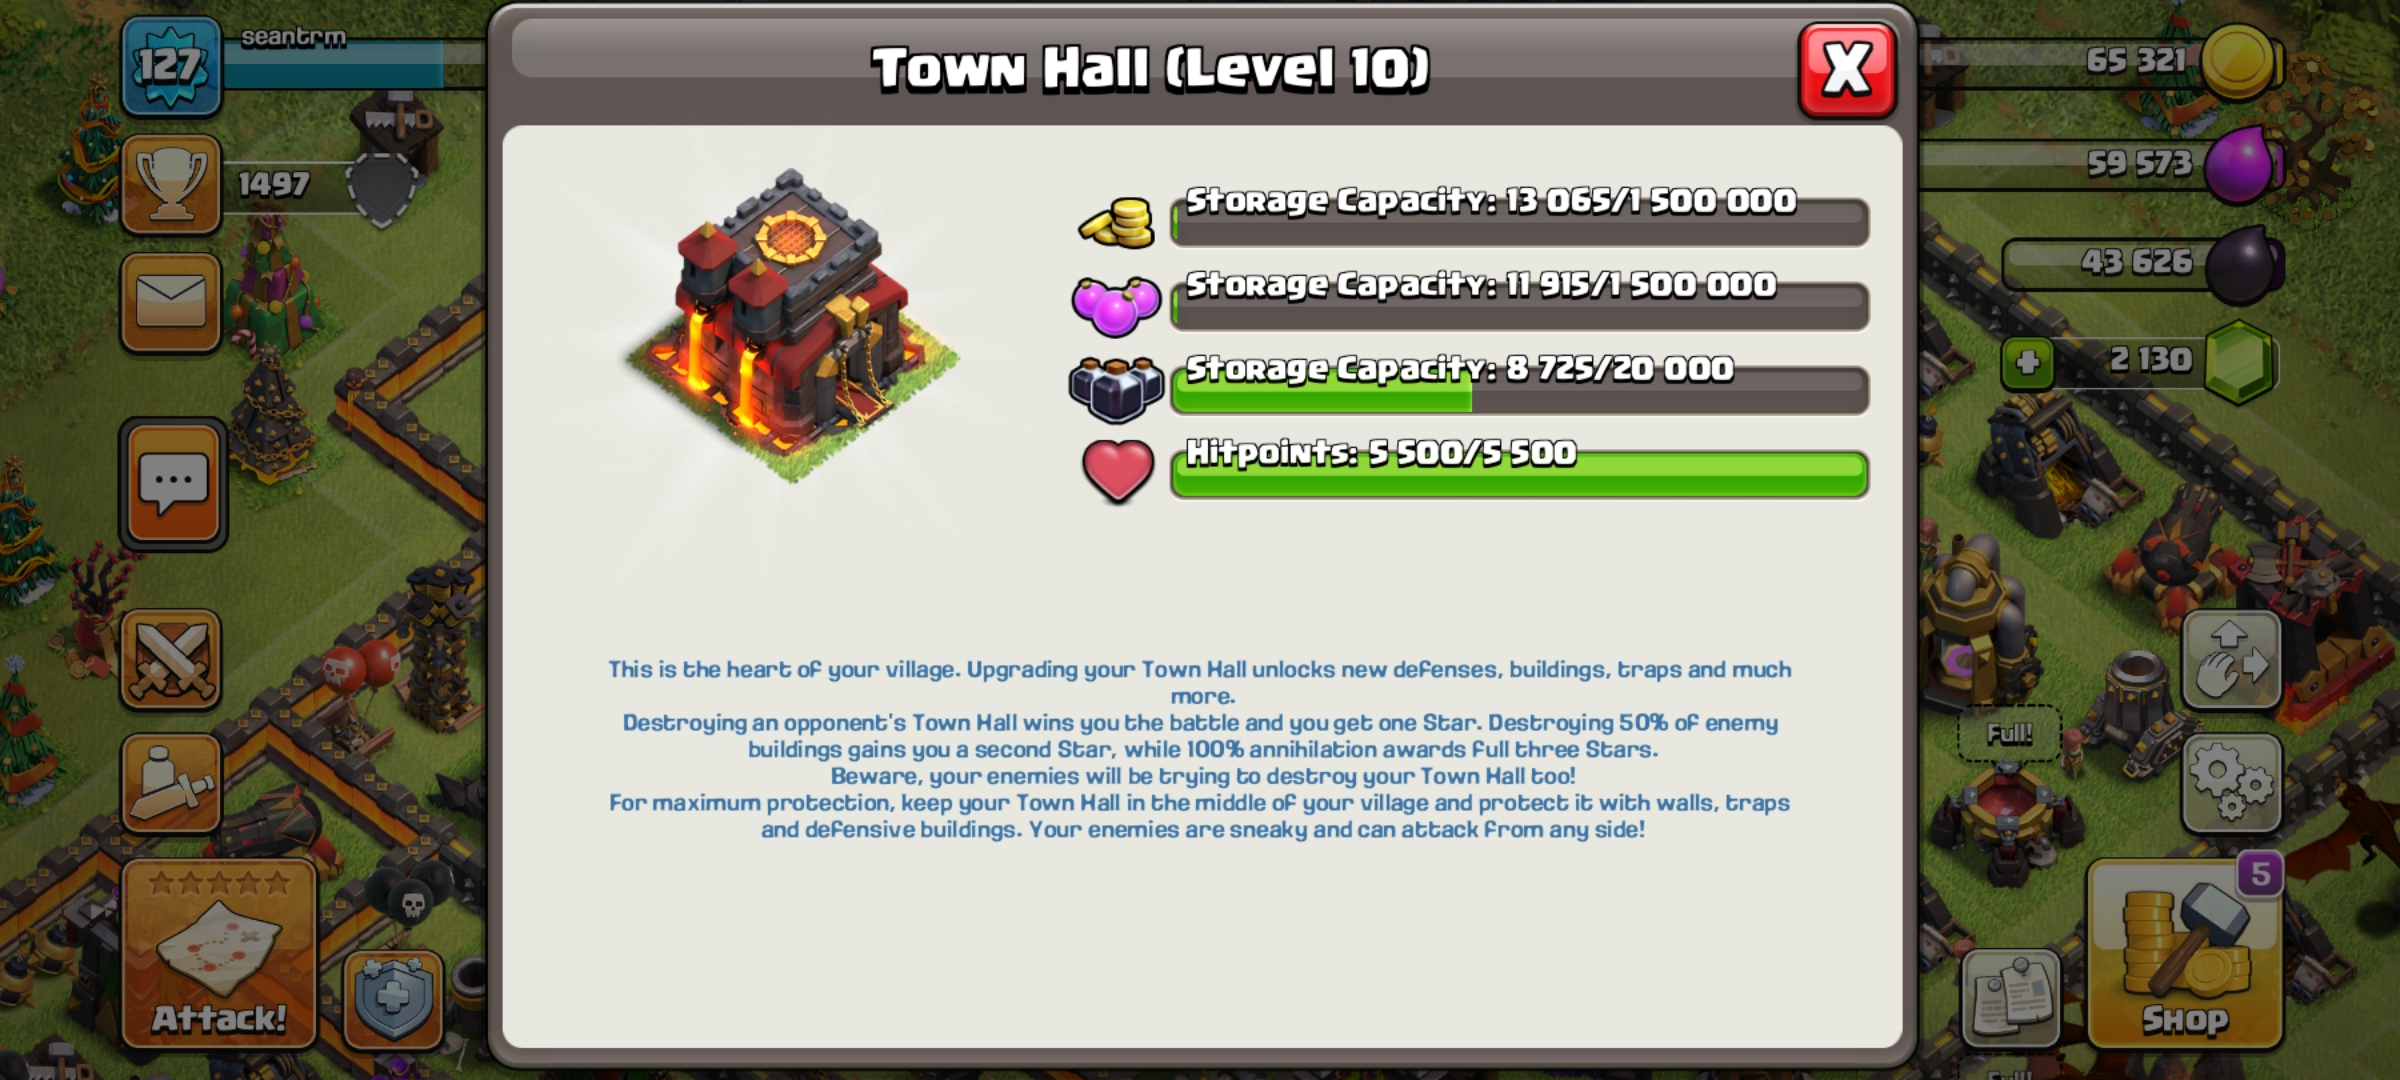 127
seantrm
Town Hall (Level 10)
X
65 321
1497
59 573
43 626
2 130
Storage Capacity: 13 065/1 500 000
Storage Capacity: 11 915/1 500 000
Storage Capacity: 8 725/20 000
Hitpoints: 5 500/5 500
This is the heart of your village. Upgrading your Town Hall unlocks new defenses, buildings, traps and much
more.
Destroying an opponent's Town Hall wins you the battle and you get one Star. Destroying 50% of enemy
buildings gains you a second Star, while 100% annihilation awards full three Stars.
Beware, your enemies will be trying to destroy your Town Hall too!
For maximum protection, keep your Town Hall in the middle of your village and protect it with walls, traps
and defensive buildings. Your enemies are sneaky and can attack from any side!
Full!
5
Attack!
Shop